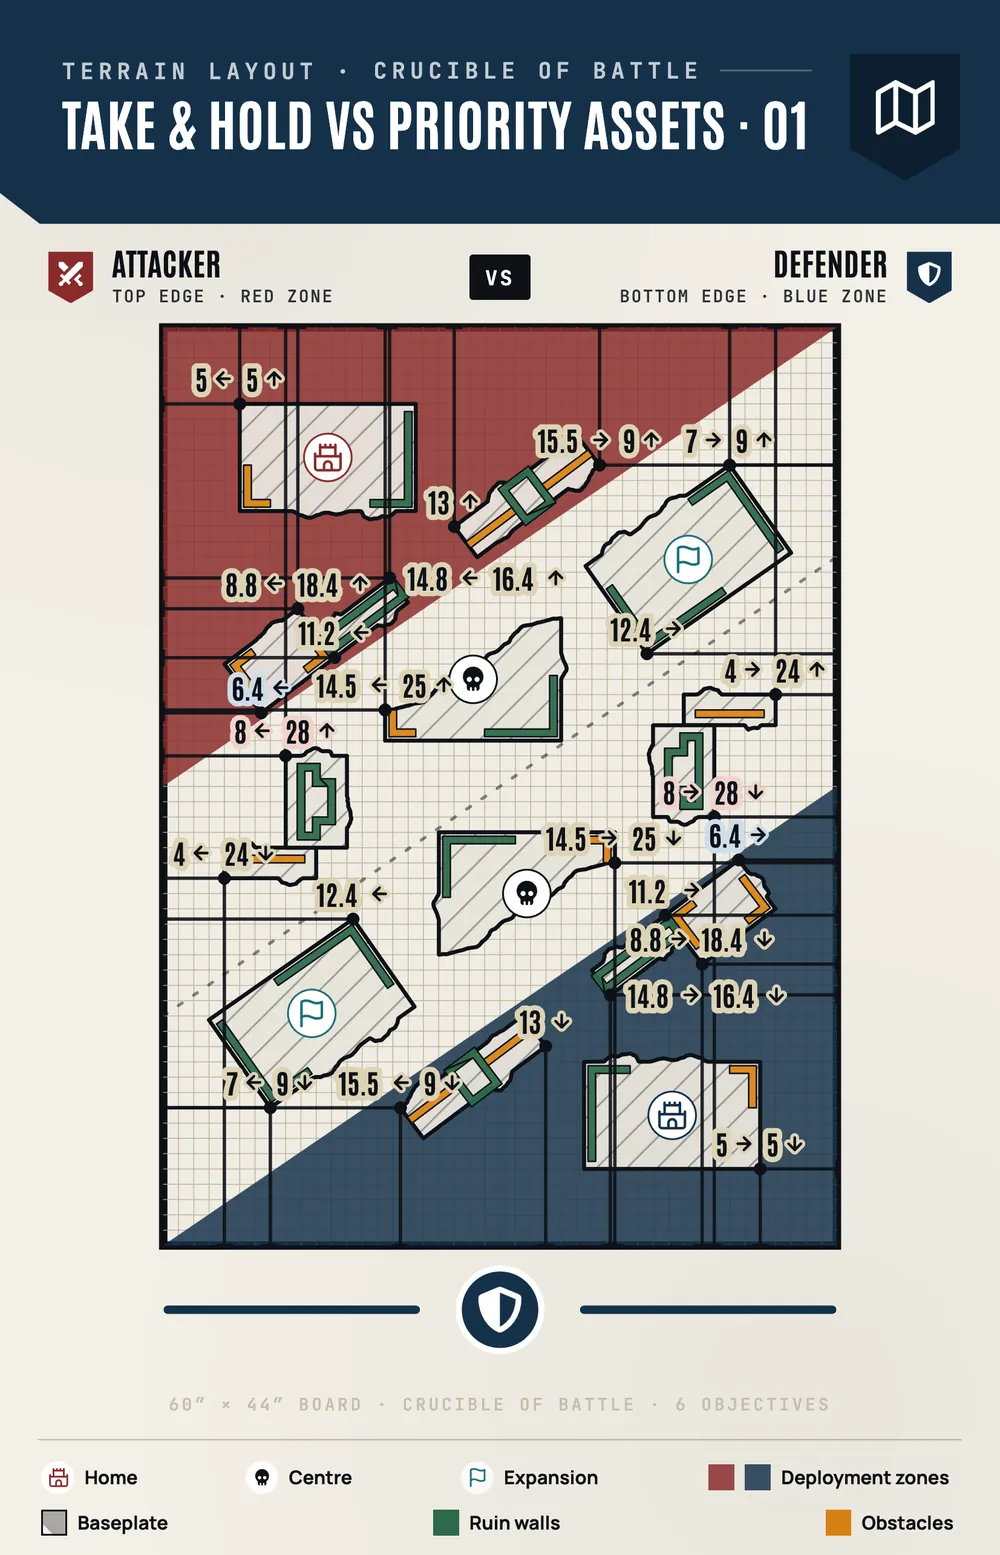 TERRAIN LAYOUT · CRUCIBLE OF BATTLE
TAKE & HOLD VS PRIORITY ASSETS · 01
ATTACKER
TOP EDGE · RED ZONE
VS
DEFENDER
BOTTOM EDGE · BLUE ZONE
5← 5↑
15.5 → 9↑ 7→ 9↑
13 ↑
8.8← 18.4 ↑ 14.8 ← 16.4 ↑
11.2 ←
12.4→
6.4 ← 14.5 ← 25↑
4→ 24↑
8← 28↑
8→ 28↓
4← 24↓
14.5→ 25↓ 6.4→
12.4 ←
11.2 →
8.8→ 18.4 ↓
14.8 → 16.4 ↓
13 ↓
7← 9↓ 15.5 ← 9↓
5→ 5↓
60” × 44” BOARD · CRUCIBLE OF BATTLE · 6 OBJECTIVES
Home
Centre
Expansion
Deployment zones
Baseplate
Ruin walls
Obstacles